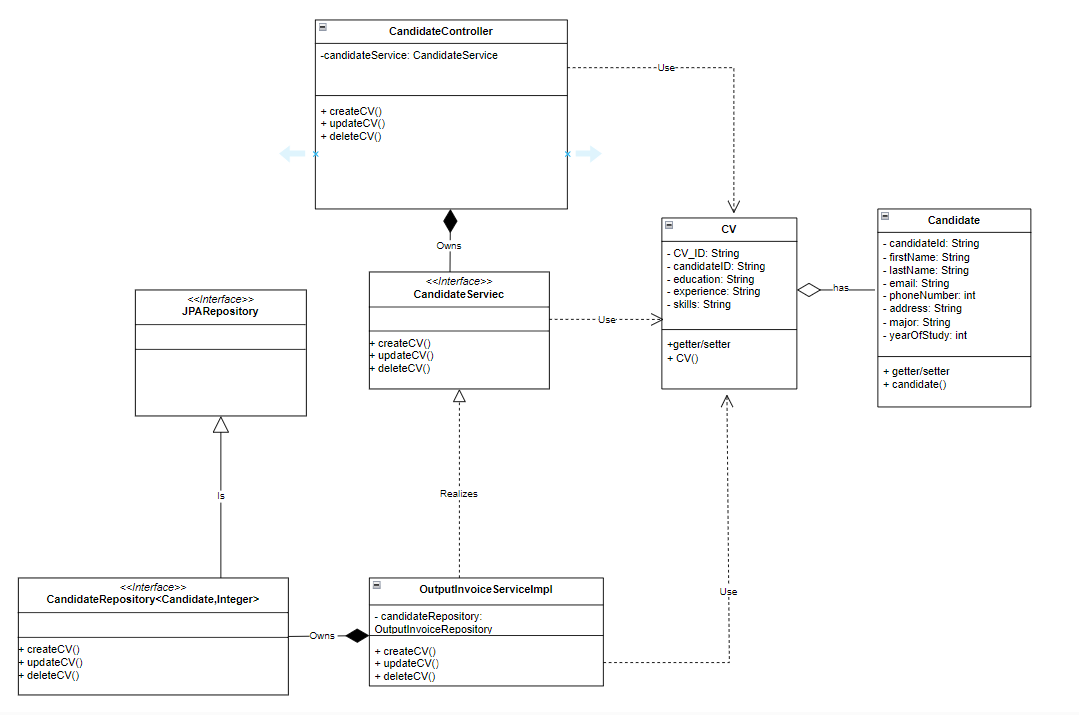 CandidateController
-candidateService: CandidateService
+ createCV()
+ updateCV()
+ deleteCV()
Use
Owns
<<Interface>>
CandidateServiec
+ createCV()
+ updateCV()
+ deleteCV()
Use
CV
- CV_ID: String
- candidateID: String
- education: String
- experience: String
- skills: String
+getter/setter
+ CV()
has
Candidate
- candidateId: String
- firstName: String
- lastName: String
- email: String
- phoneNumber: int
- address: String
- major: String
- yearOfStudy: int
+ getter/setter
+ candidate()
<<Interface>>
JPARepository
Is
Realizes
Use
<<Interface>>
CandidateRepository<Candidate,Integer>
+ createCV()
+ updateCV()
+ deleteCV()
Owns
OutputInvoiceServiceImpl
- candidateRepository:
OutputInvoiceRepository
+ createCV()
+ updateCV()
+ deleteCV()